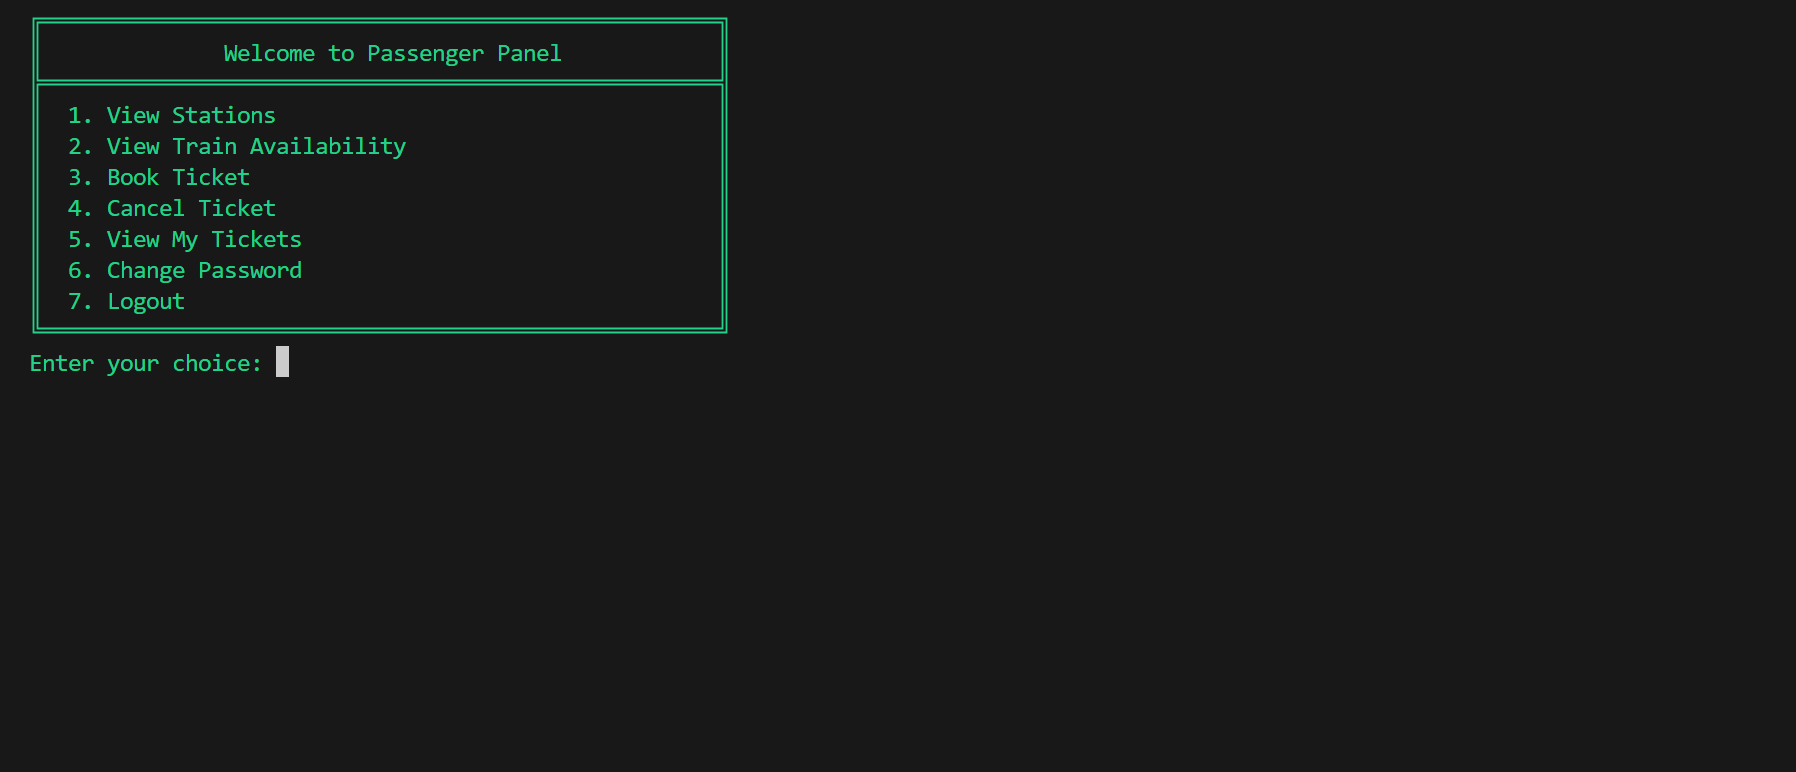 Welcome to Passenger Panel
1. View Stations
2. View Train Availability
3. Book Ticket
4. Cancel Ticket
5. View My Tickets
6. Change Password
7. Logout
Enter your choice: